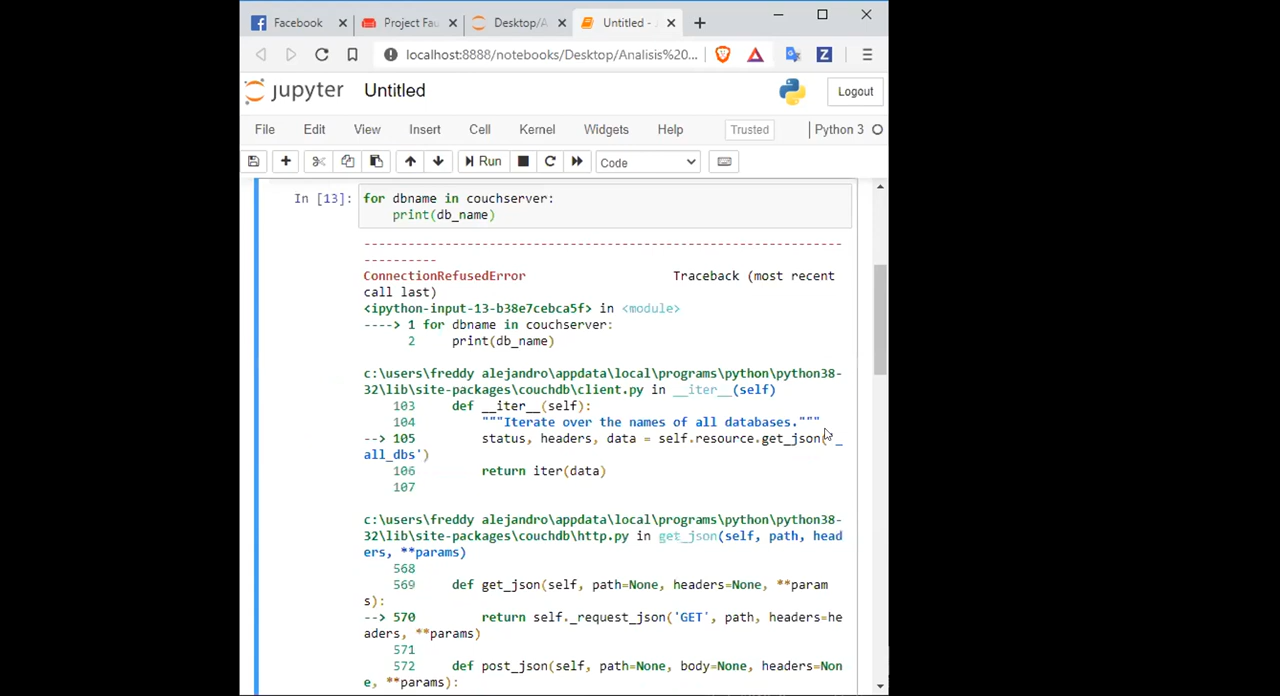 Facebook
Project Fau
Desktop/A
Untitled -
localhost:8888/notebooks/Desktop/Analisis%20...
jupyter Untitled
Logout
File Edit View Insert Cell Kernel Widgets Help Trusted Python 3
Run Code
In [13]: for dbname in couchserver:
print(db_name)
---------------------------------------------------------------------------
ConnectionRefusedError Traceback (most recent
call last)
<ipython-input-13-b38e7cebca5f> in <module>
----> 1 for dbname in couchserver:
2 print(db_name)
c:\users\freddy alejandro\appdata\local\programs\python\python38-
32\lib\site-packages\couchdb\client.py in __iter__(self)
103 def __iter__(self):
104 """Iterate over the names of all databases."""
--> 105 status, headers, data = self.resource.get_json('_
all_dbs')
106 return iter(data)
107
c:\users\freddy alejandro\appdata\local\programs\python\python38-
32\lib\site-packages\couchdb\http.py in get_json(self, path, head
ers, **params)
568
569 def get_json(self, path=None, headers=None, **param
s):
--> 570 return self._request_json('GET', path, headers=he
aders, **params)
571
572 def post_json(self, path=None, body=None, headers=Non
e, **params):